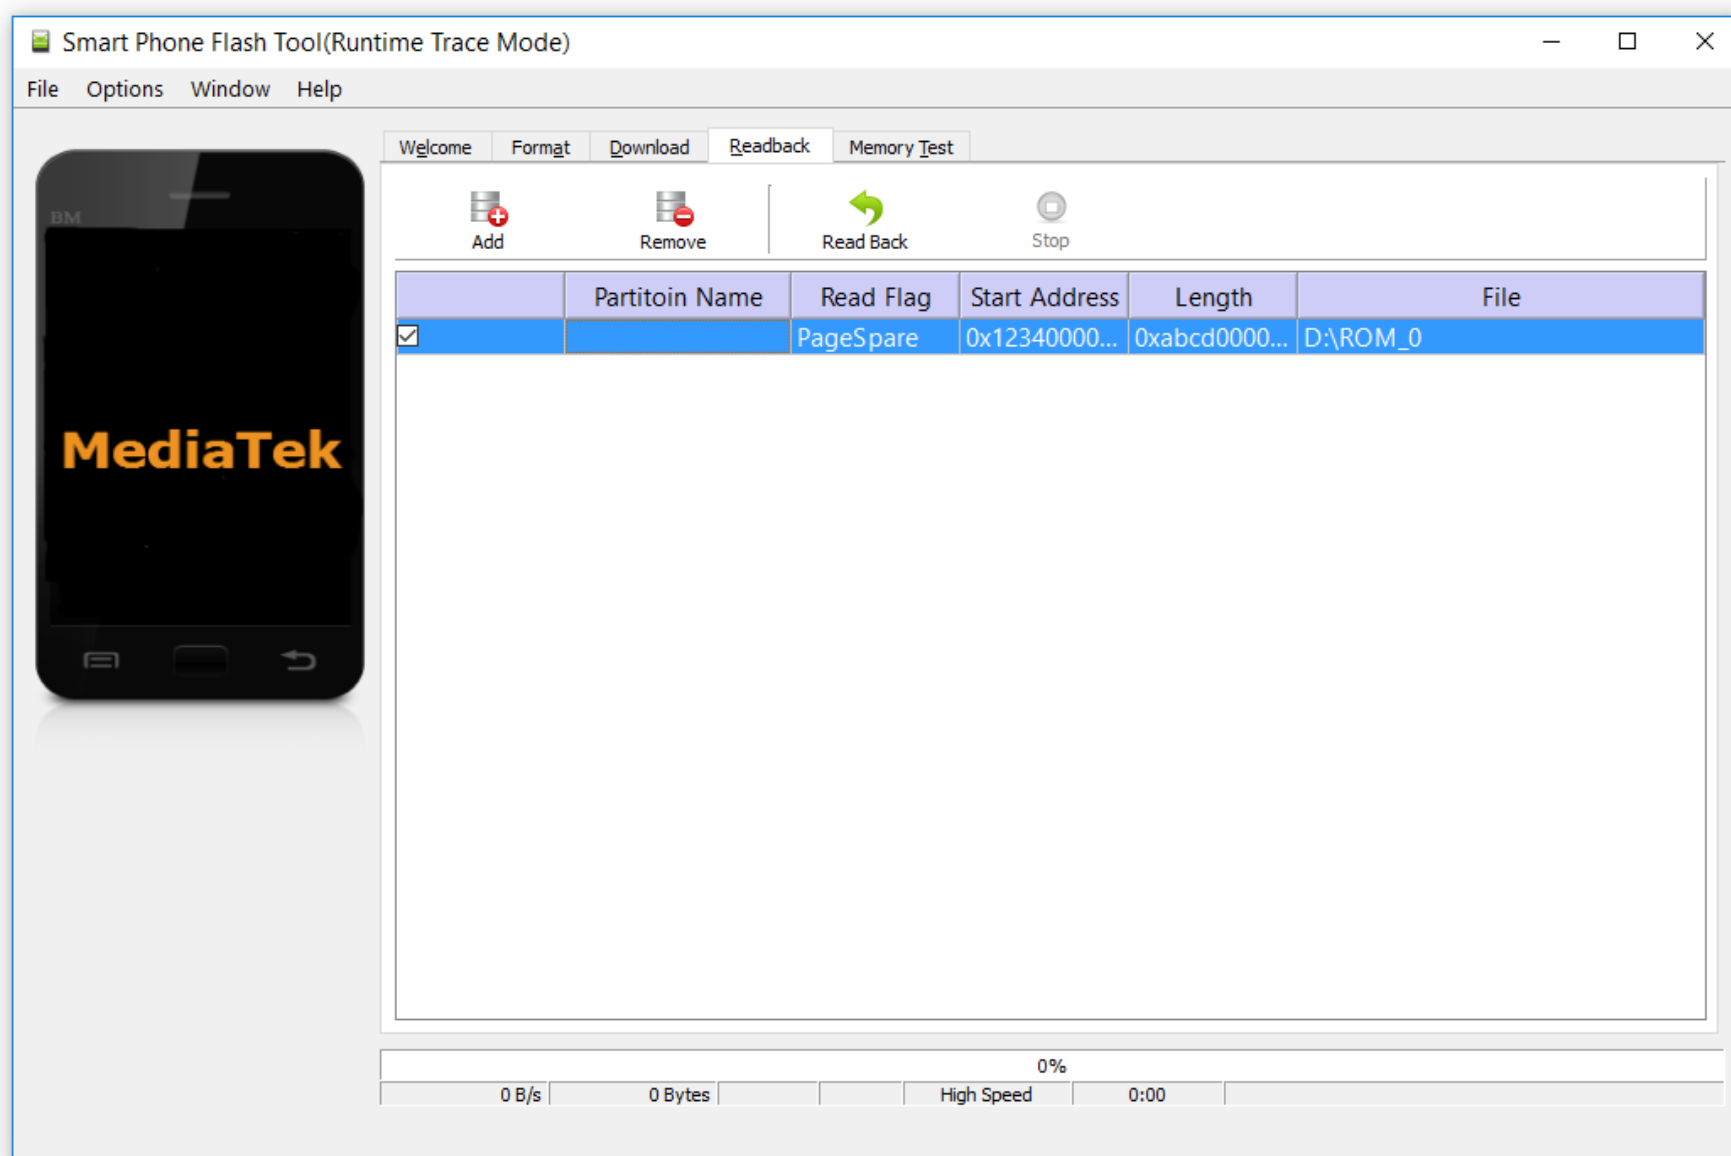 Smart Phone Flash Tool(Runtime Trace Mode)
File Options Window Help
Welcome Format Download Readback Memory Test
BM
Add Remove Read Back Stop
Partitoin Name Read Flag Start Address Length File
PageSpare 0x12340000... 0xabcd0000... D:\ROM_0
MediaTek
0%
0 B/s 0 Bytes High Speed 0:00